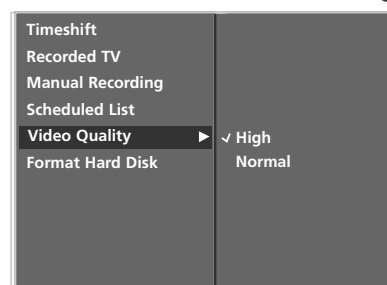 Timeshift
Recorded TV
Manual Recording
Scheduled List
Video Quality
✓ High
Normal
Format Hard Disk